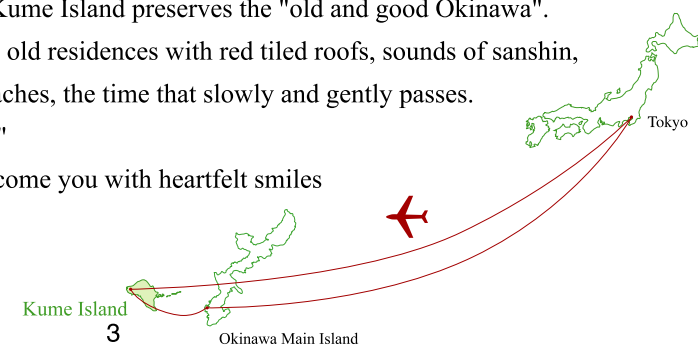 Kume Island preserves the "old and good Okinawa".
old residences with red tiled roofs, sounds of sanshin,
aches, the time that slowly and gently passes.
"
come you with heartfelt smiles
Tokyo
Kume Island
3
Okinawa Main Island